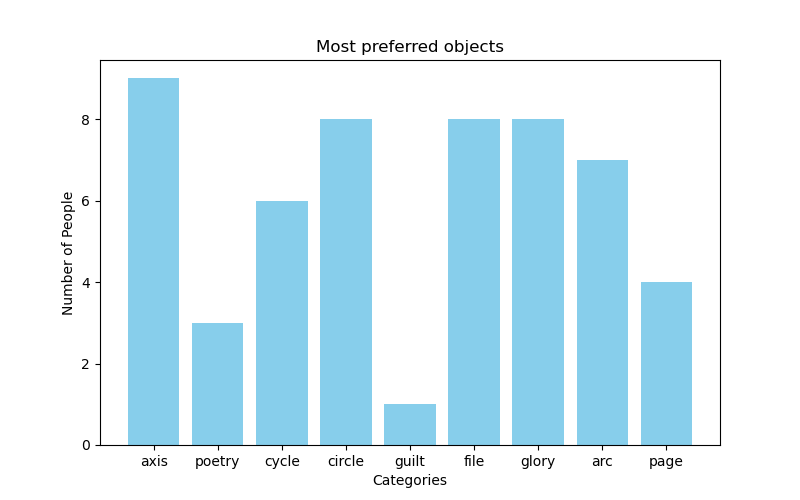 Most preferred objects
Number of People
8
6
4
2
0
axis poetry cycle circle guilt file glory arc page
Categories